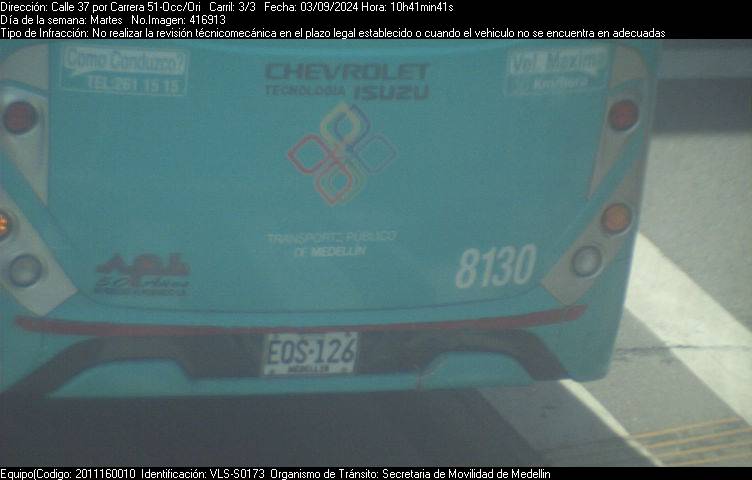 Dirección: Calle 37 por Carrera 51-Occ/Ori Carril: 3/3 Fecha: 03/09/2024 Hora: 10h41min41s
Día de la semana: Martes No.Imagen: 416913
Tipo de Infracción: No realizar la revisión técnicomecánica en el plazo legal establecido o cuando el vehiculo no se encuentra en adecuadas
Como Conduzco?
TEL-261 15 15
CHEVROLET
TECNOLOGIA ISUZU
Vel. Maxima
Km/Hora
TRANSPORTE PÚBLICO
DE MEDELLÍN
8130
EOS-126
MEDELLIN
Equipo(Codigo: 2011160010 Identificación: VLS-S0173 Organismo de Tránsito: Secretaria de Movilidad de Medellin